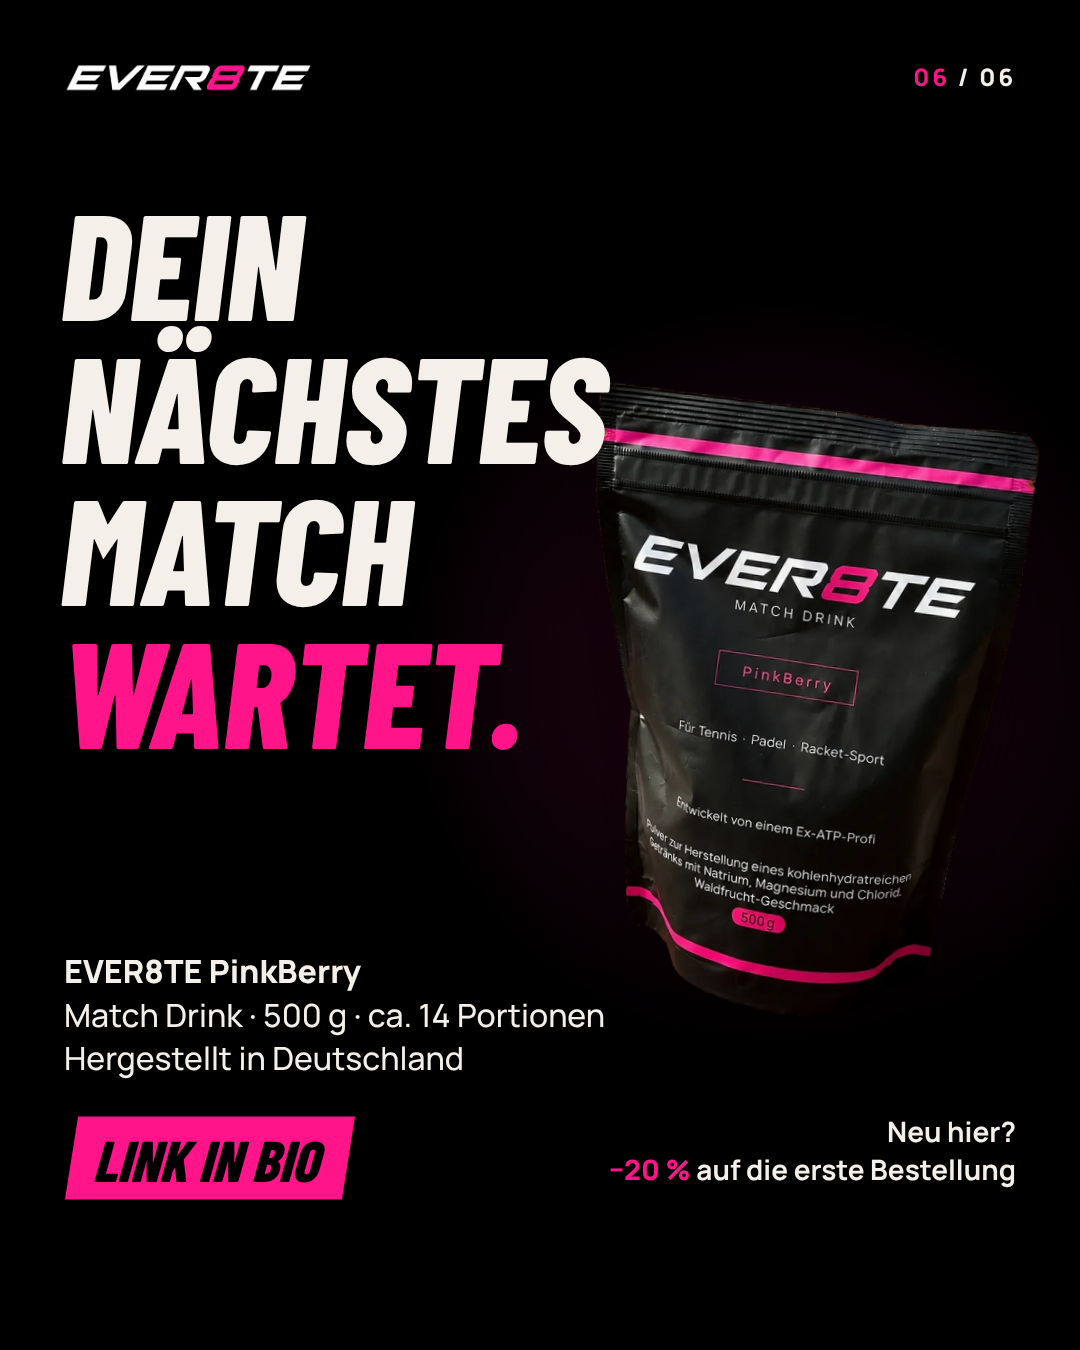 EVER8TE
06 / 06
DEIN
NÄCHSTES
MATCH
WARTET.
EVER8TE
MATCH DRINK
PinkBerry
Für Tennis · Padel · Racket-Sport
Entwickelt von einem Ex-ATP-Profi
Pulver zur Herstellung eines kohlenhydratreichen
Getränks mit Natrium, Magnesium und Chlorid.
Waldfrucht-Geschmack
500g
EVER8TE PinkBerry
Match Drink · 500 g · ca. 14 Portionen
Hergestellt in Deutschland
LINK IN BIO
Neu hier?
−20 % auf die erste Bestellung